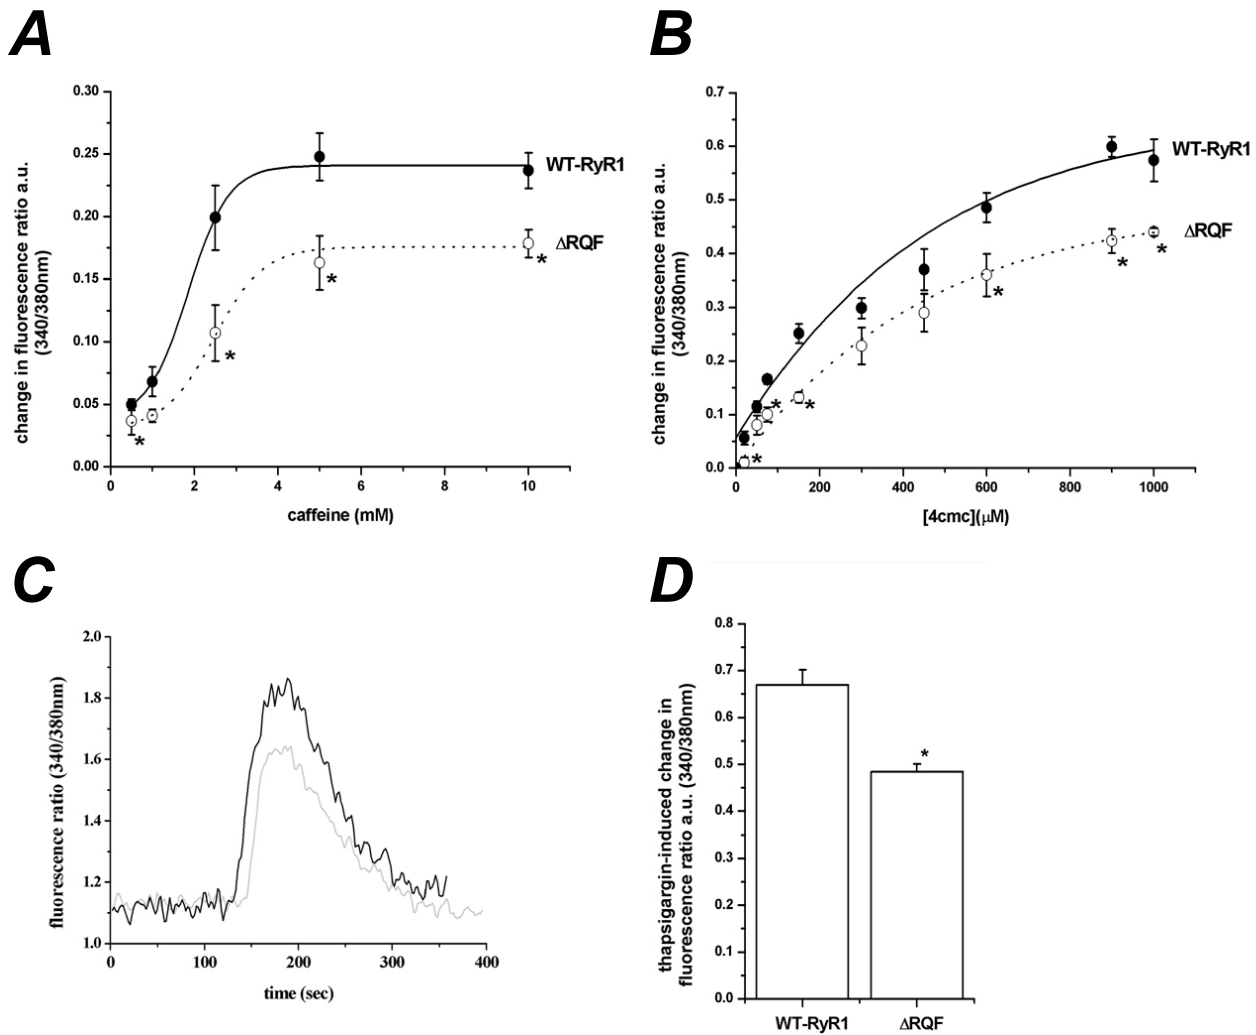 A
B
0.30
0.25
0.20
0.15
0.10
0.05
0.00
change in fluorescence ratio a.u.
(340/380nm)
WT-RyR1
ΔRQF
*
*
*
*
0 2 4 6 8 10
caffeine (mM)
0.7
0.6
0.5
0.4
0.3
0.2
0.1
0.0
change in fluorescence ratio a.u.
(340/380nm)
WT-RyR1
ΔRQF
*
*
*
*
*
*
0 200 400 600 800 1000
[4cmc](μM)
C
D
2.0
1.8
1.6
1.4
1.2
1.0
fluorescence ratio (340/380nm)
0 100 200 300 400
time (sec)
0.8
0.7
0.6
0.5
0.4
0.3
0.2
0.1
0.0
thapsigargin-induced change in
fluorescence ratio a.u. (340/380nm)
*
WT-RyR1 ΔRQF